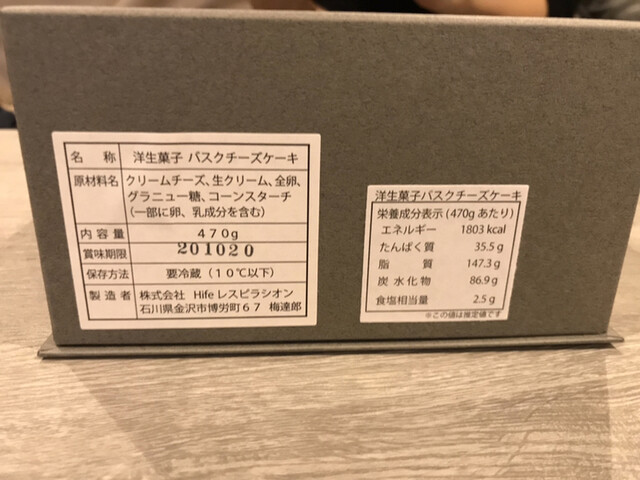 名称 洋生菓子 バスクチーズケーキ
原材料名 クリームチーズ、生クリーム、全卵、
グラニュー糖、コーンスターチ
(一部に卵、乳成分を含む)
内容量 470g
賞味期限 201020
保存方法 要冷蔵(10℃以下)
製造者 株式会社 Hife レスピラシオン
石川県金沢市博労町67 梅達郎
洋生菓子バスクチーズケーキ
栄養成分表示(470gあたり)
エネルギー 1803 kcal
たんぱく質 35.5 g
脂質 147.3 g
炭水化物 86.9 g
食塩相当量 2.5 g
※この値は推定値です